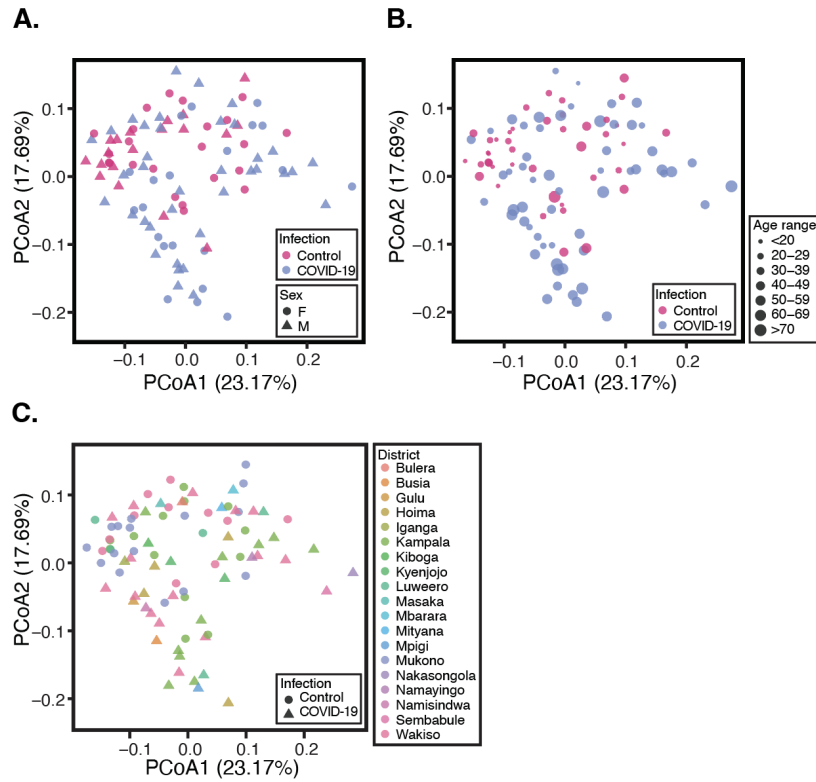 A.
B.
PCoA2 (17.69%)
0.1
0.0
−0.1
−0.2
−0.1
0.0
0.1
0.2
PCoA1 (23.17%)
Infection
Control
COVID-19
Sex
F
M
PCoA2 (17.69%)
0.1
0.0
−0.1
−0.2
−0.1
0.0
0.1
0.2
PCoA1 (23.17%)
Infection
Control
COVID-19
Age range
<20
20−29
30−39
40−49
50−59
60−69
>70
C.
PCoA2 (17.69%)
0.1
0.0
−0.1
−0.2
−0.1
0.0
0.1
0.2
PCoA1 (23.17%)
Infection
Control
COVID-19
District
Bulera
Busia
Gulu
Hoima
Iganga
Kampala
Kiboga
Kyenjojo
Luweero
Masaka
Mbarara
Mityana
Mpigi
Mukono
Nakasongola
Namayingo
Namisindwa
Sembabule
Wakiso